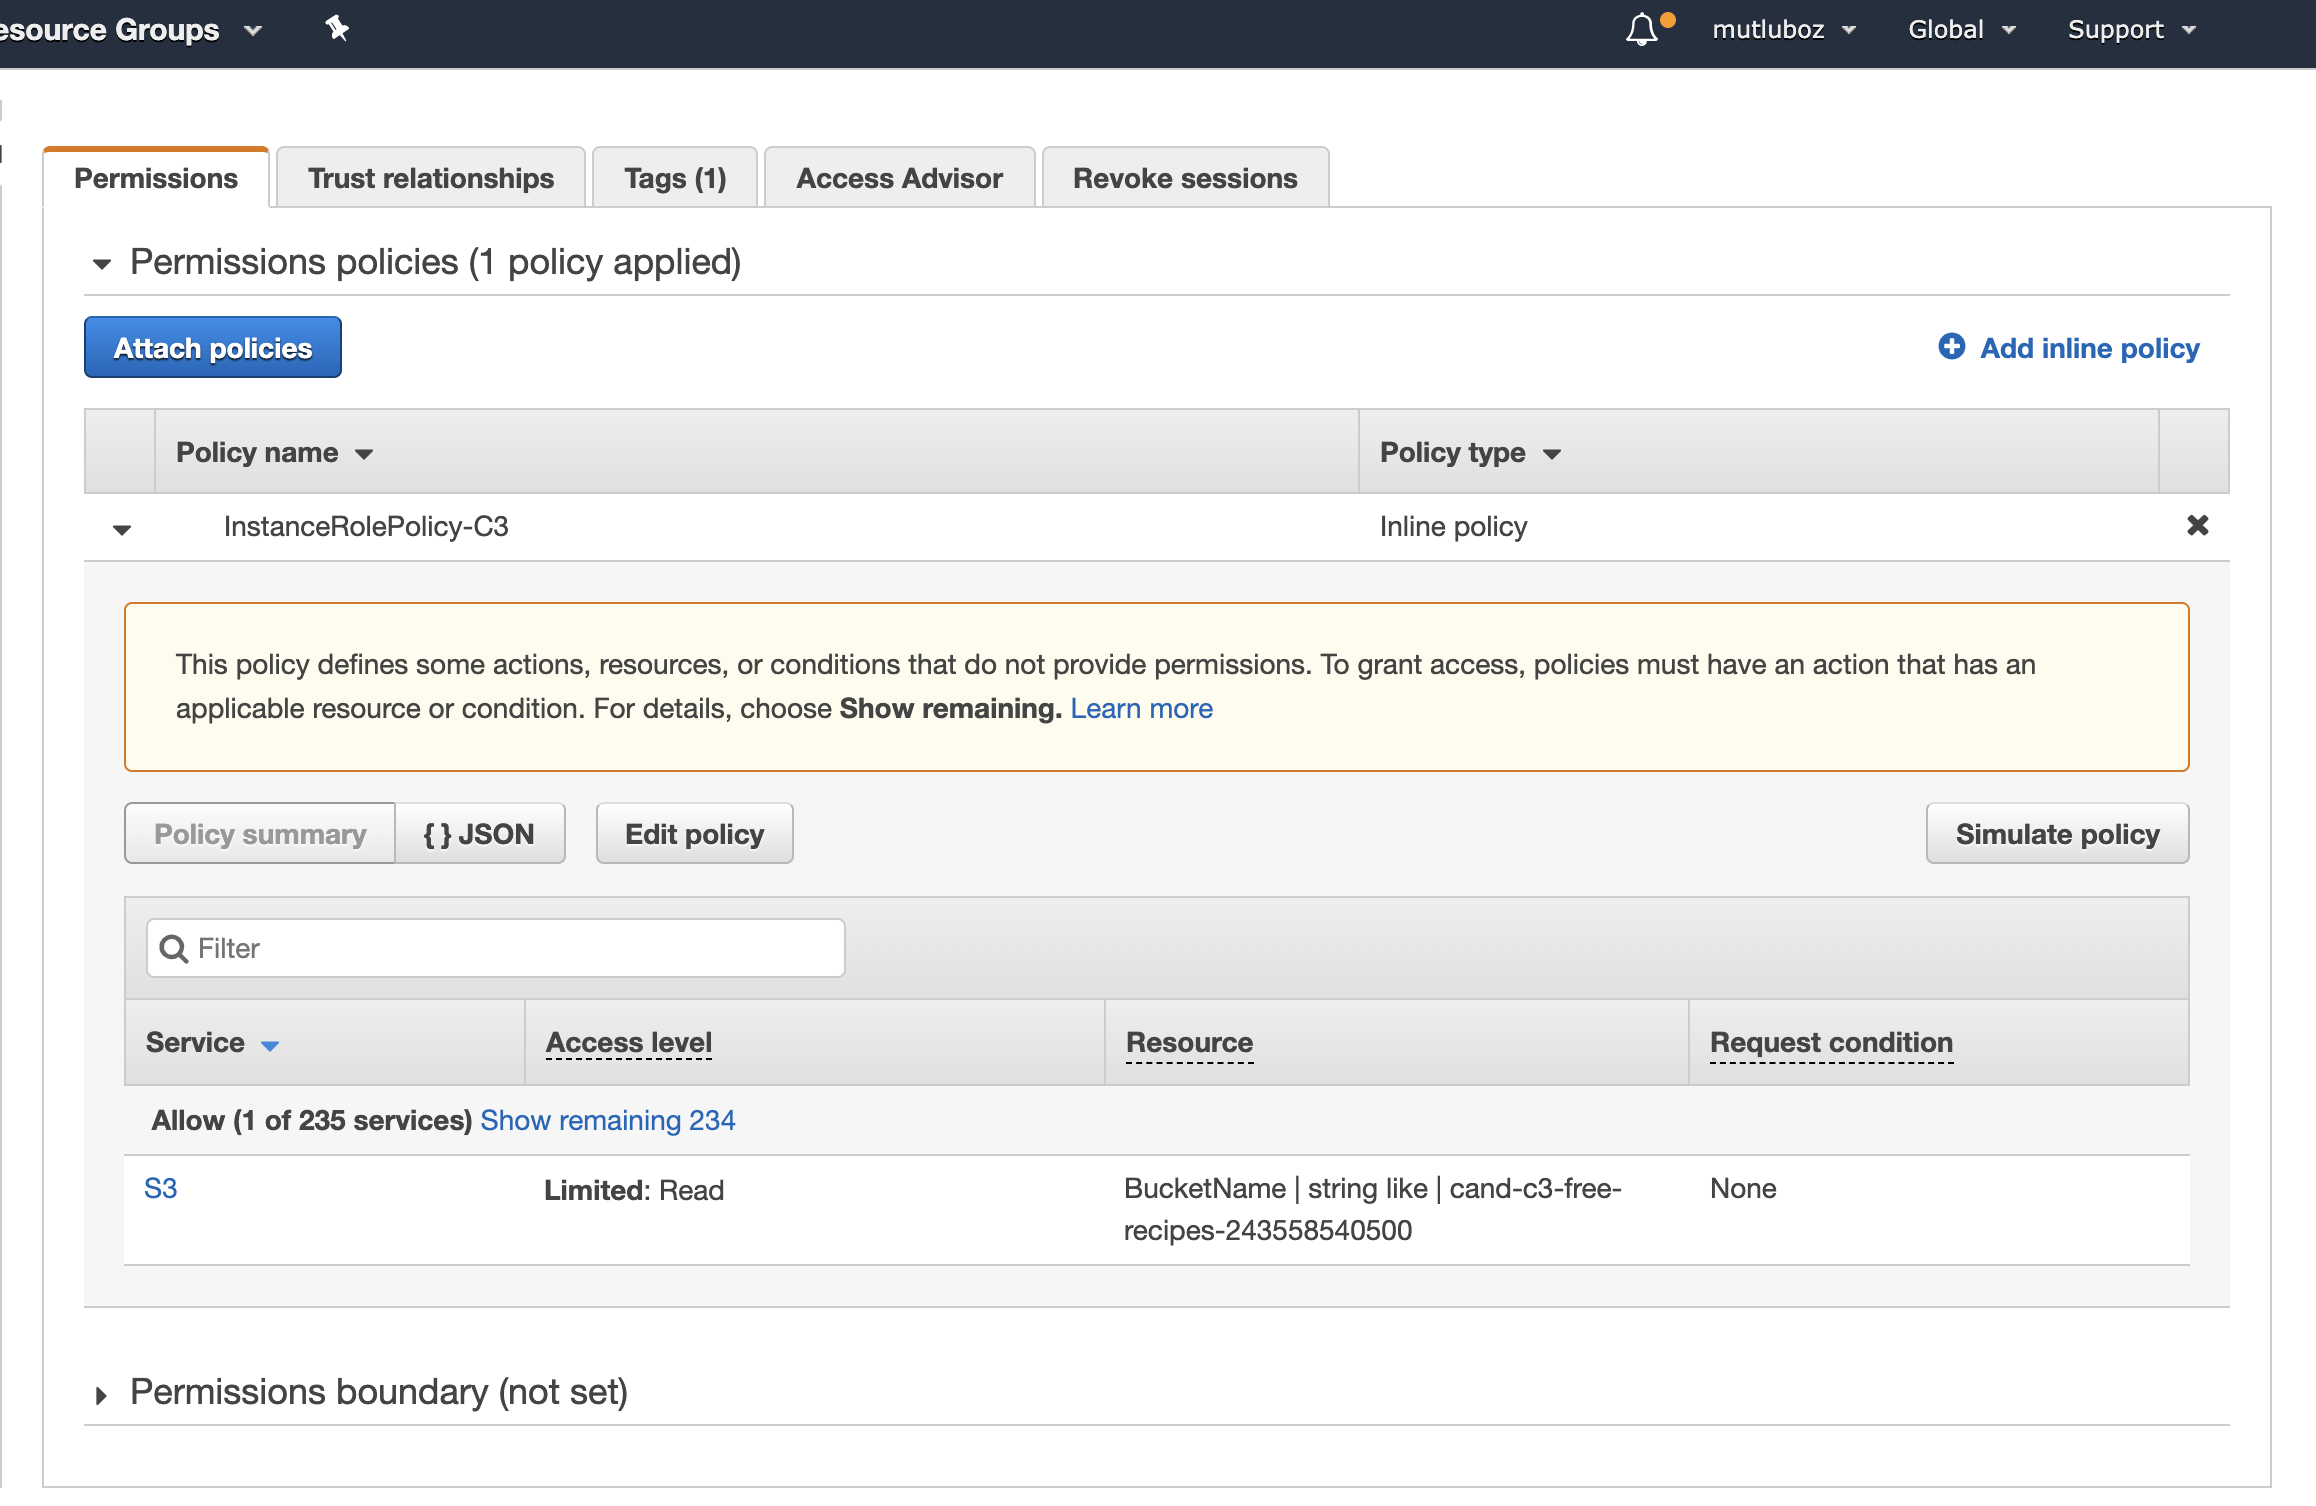 esource Groups
mutluboz
Global
Support
Permissions
Trust relationships
Tags (1)
Access Advisor
Revoke sessions
Permissions policies (1 policy applied)
Attach policies
Add inline policy
Policy name
Policy type
InstanceRolePolicy-C3
Inline policy
This policy defines some actions, resources, or conditions that do not provide permissions. To grant access, policies must have an action that has an
applicable resource or condition. For details, choose Show remaining. Learn more
Policy summary
{ } JSON
Edit policy
Simulate policy
Filter
Service
Access level
Resource
Request condition
Allow (1 of 235 services) Show remaining 234
S3
Limited: Read
BucketName | string like | cand-c3-free-
recipes-243558540500
None
Permissions boundary (not set)